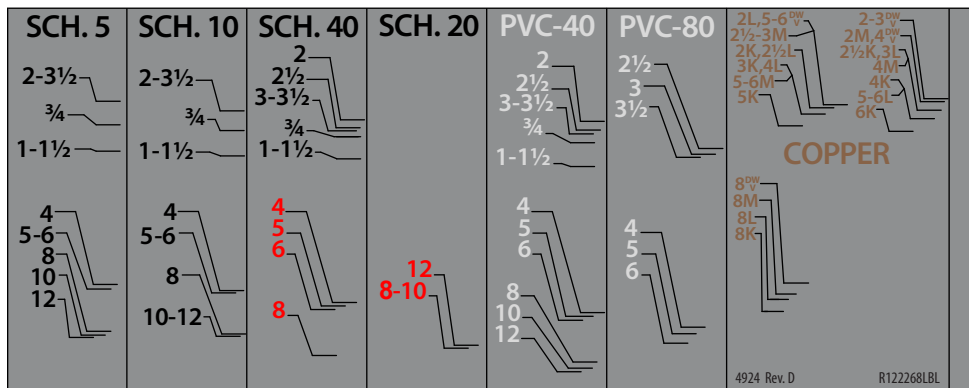 SCH. 5
2-3½
¾
1-1½
4
5-6
8
10
12
SCH. 10
2-3½
¾
1-1½
4
5-6
8
10-12
SCH. 40
2
2½
3-3½
¾
1-1½
4
5
6
8
SCH. 20
12
8-10
PVC-40
2
2½
3-3½
¾
1-1½
4
5
6
8
10
12
PVC-80
2½
3
3½
4
5
6
2L,5-6DWV
2½-3M
2K,2½L
3K,4L
5-6M
5K
2-3DWV
2M,4DWV
2½K,3L
4M
4K
5-6L
6K
COPPER
8DWV
8M
8L
8K
4924 Rev. D
R122268LBL